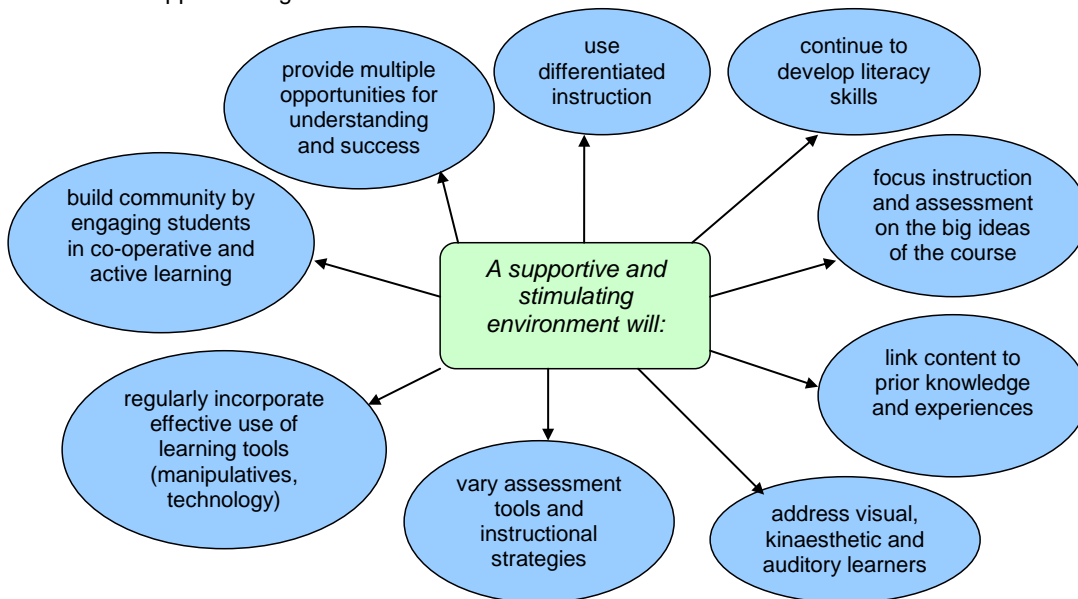 provide multiple
opportunities for
understanding
and success
use
differentiated
instruction
continue to
develop literacy
skills
build community by
engaging students
in co-operative and
active learning
focus instruction
and assessment
on the big ideas
of the course
A supportive and
stimulating
environment will:
regularly incorporate
effective use of
learning tools
(manipulatives,
technology)
link content to
prior knowledge
and experiences
vary assessment
tools and
instructional
strategies
address visual,
kinaesthetic and
auditory learners